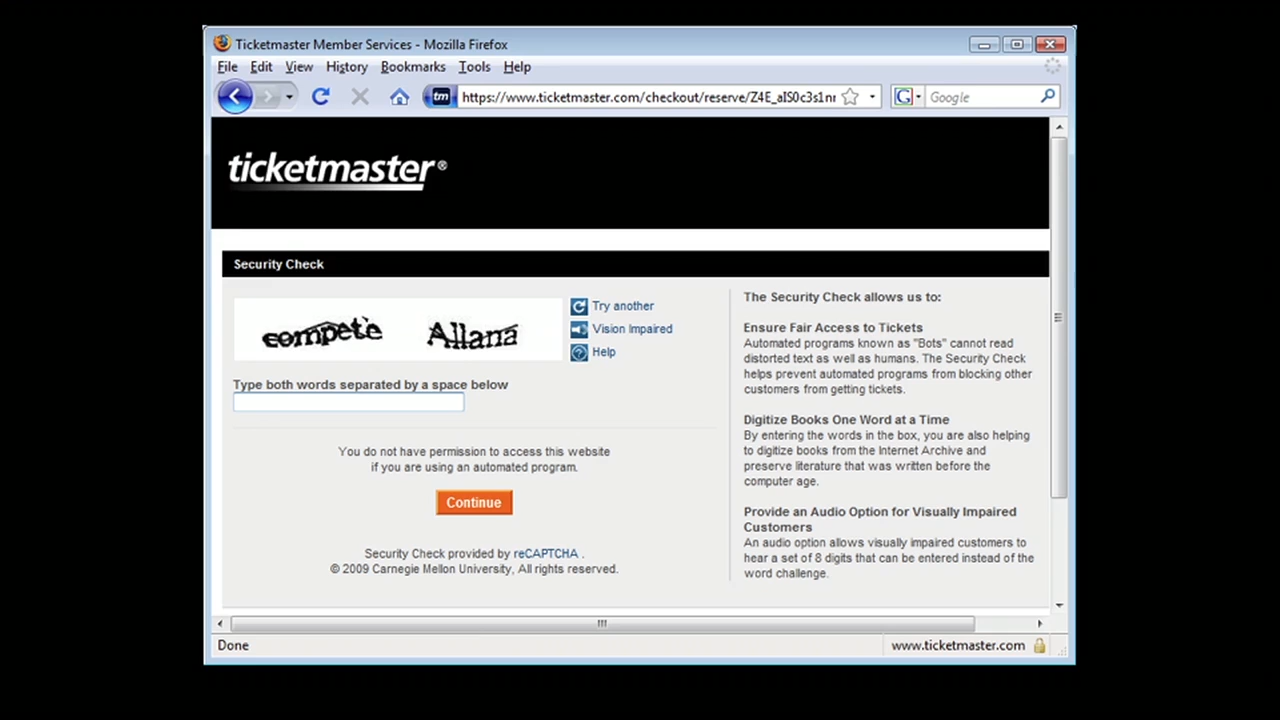 Ticketmaster Member Services - Mozilla Firefox
File Edit View History Bookmarks Tools Help
tm https://www.ticketmaster.com/checkout/reserve/Z4E_aIS0c3s1nr G Google
ticketmaster®
Security Check
compete Allana
Try another
Vision Impaired
Help
Type both words separated by a space below
You do not have permission to access this website
if you are using an automated program.
Continue
Security Check provided by reCAPTCHA .
© 2009 Carnegie Mellon University, All rights reserved.
The Security Check allows us to:
Ensure Fair Access to Tickets
Automated programs known as "Bots" cannot read
distorted text as well as humans. The Security Check
helps prevent automated programs from blocking other
customers from getting tickets.
Digitize Books One Word at a Time
By entering the words in the box, you are also helping
to digitize books from the Internet Archive and
preserve literature that was written before the
computer age.
Provide an Audio Option for Visually Impaired
Customers
An audio option allows visually impaired customers to
hear a set of 8 digits that can be entered instead of the
word challenge.
Done www.ticketmaster.com